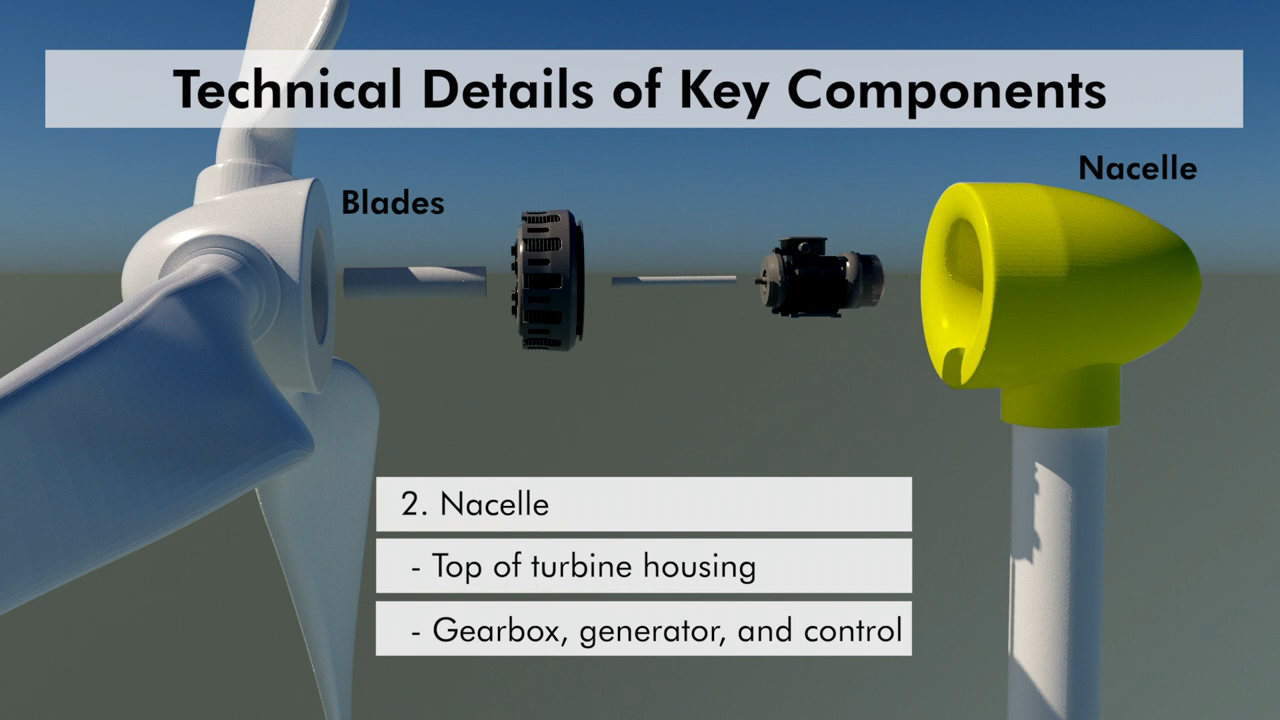 Technical Details of Key Components
Nacelle
Blades
2. Nacelle
- Top of turbine housing
- Gearbox, generator, and control